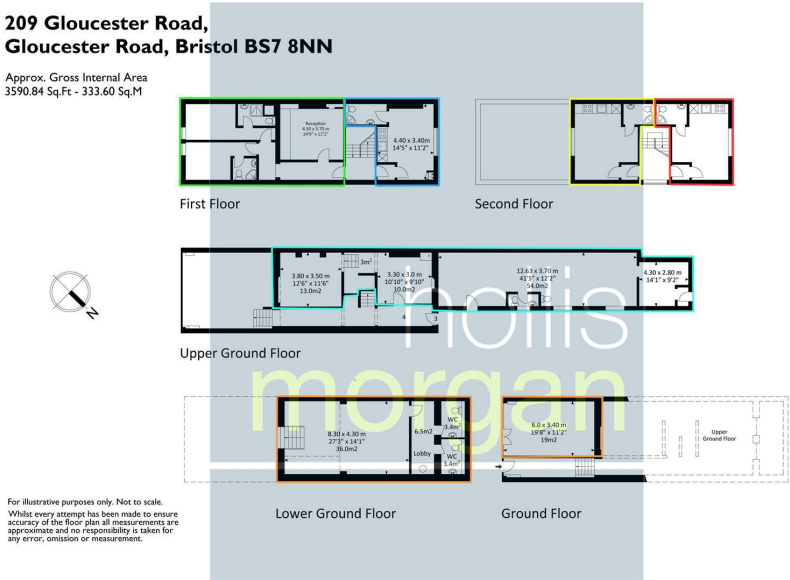 209 Gloucester Road,
Gloucester Road, Bristol BS7 8NN
Approx. Gross Internal Area
3590.84 Sq.Ft - 333.60 Sq.M
Reception
4.50 x 3.70 m
14'9" x 12'2"
4.40 x 3.40m
14'5" x 11'2"
First Floor
Second Floor
3.80 x 3.50 m
12'6" x 11'6"
13.0m2
3m²
3.30 x 3.0 m
10'10" x 9'10"
10.0m2
12.63 x 3.70 m
41'5" x 12'2"
54.0m2
4.30 x 2.80 m
14'1" x 9'2"
4
3
N
Upper Ground Floor
hollis
morgan
8.30 x 4.30 m
27'3" x 14'1"
36.0m2
6.5m2
Lobby
WC
3.4m²
WC
3.4m²
6.0 x 3.40 m
19'8" x 11'2"
19m2
Upper
Ground Floor
Lower Ground Floor
Ground Floor
For illustrative purposes only. Not to scale.
Whilst every attempt has been made to ensure
accuracy of the floor plan all measurements are
approximate and no responsibility is taken for
any error, omission or measurement.